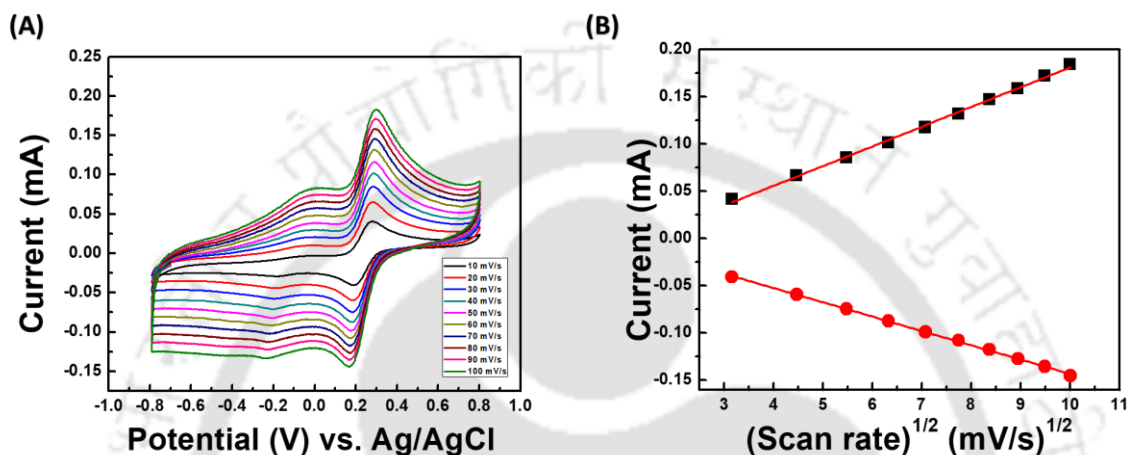 (A)
(B)
0.25
0.20
0.15
0.10
0.05
0.00
-0.05
-0.10
-0.15
Current (mA)
-1.0 -0.8 -0.6 -0.4 -0.2 0.0 0.2 0.4 0.6 0.8 1.0
Potential (V) vs. Ag/AgCl
10 mV/s
20 mV/s
30 mV/s
40 mV/s
50 mV/s
60 mV/s
70 mV/s
80 mV/s
90 mV/s
100 mV/s
0.20
0.15
0.10
0.05
0.00
-0.05
-0.10
-0.15
Current (mA)
3 4 5 6 7 8 9 10 11
(Scan rate)^1/2 (mV/s)^1/2